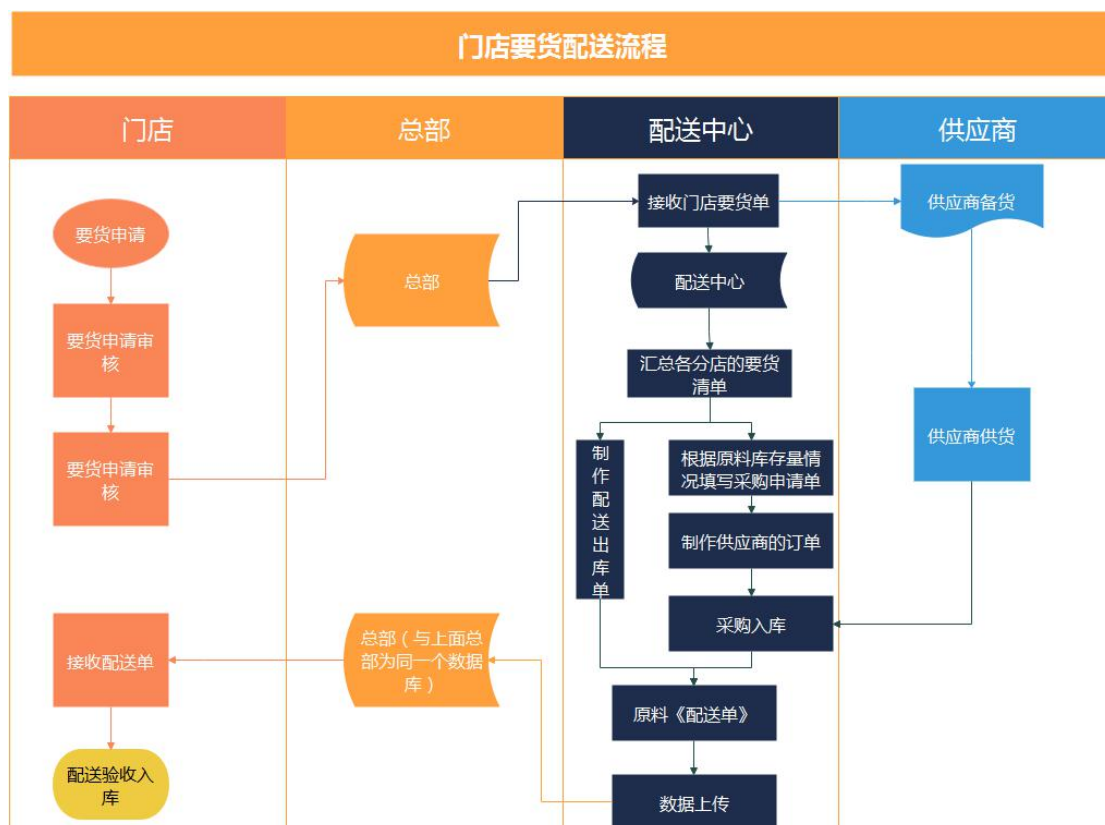 门店要货配送流程
门店
总部
配送中心
供应商
要货申请
要货申请审
核
要货申请审
核
接收配送单
配送验收入
库
总部
总部（与上面总
部为同一个数据
库）
接收门店要货单
配送中心
汇总各分店的要货
清单
制
作
配
送
出
库
单
根据原料库存量情
况填写采购申请单
制作供应商的订单
采购入库
原料《配送单》
数据上传
供应商备货
供应商供货